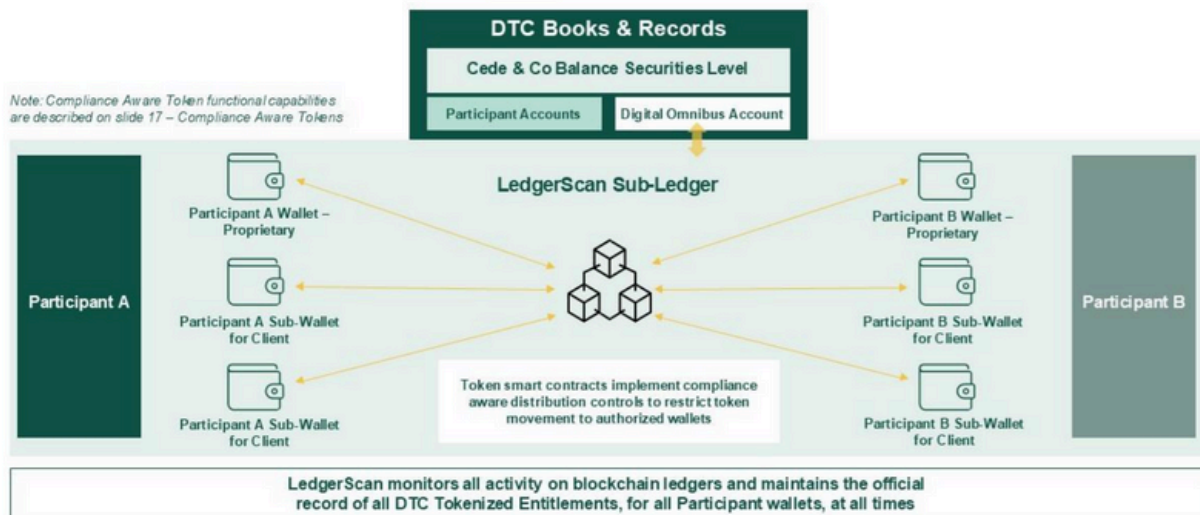 DTC Books & Records
Cede & Co Balance Securities Level
Participant Accounts
Digital Omnibus Account
Note: Compliance Aware Token functional capabilities
are described on slide 17 – Compliance Aware Tokens
LedgerScan Sub-Ledger
Participant A
Participant A Wallet –
Proprietary
Participant A Sub-Wallet
for Client
Participant A Sub-Wallet
for Client
Token smart contracts implement compliance
aware distribution controls to restrict token
movement to authorized wallets
Participant B Wallet –
Proprietary
Participant B Sub-Wallet
for Client
Participant B Sub-Wallet
for Client
Participant B
LedgerScan monitors all activity on blockchain ledgers and maintains the official
record of all DTC Tokenized Entitlements, for all Participant wallets, at all times